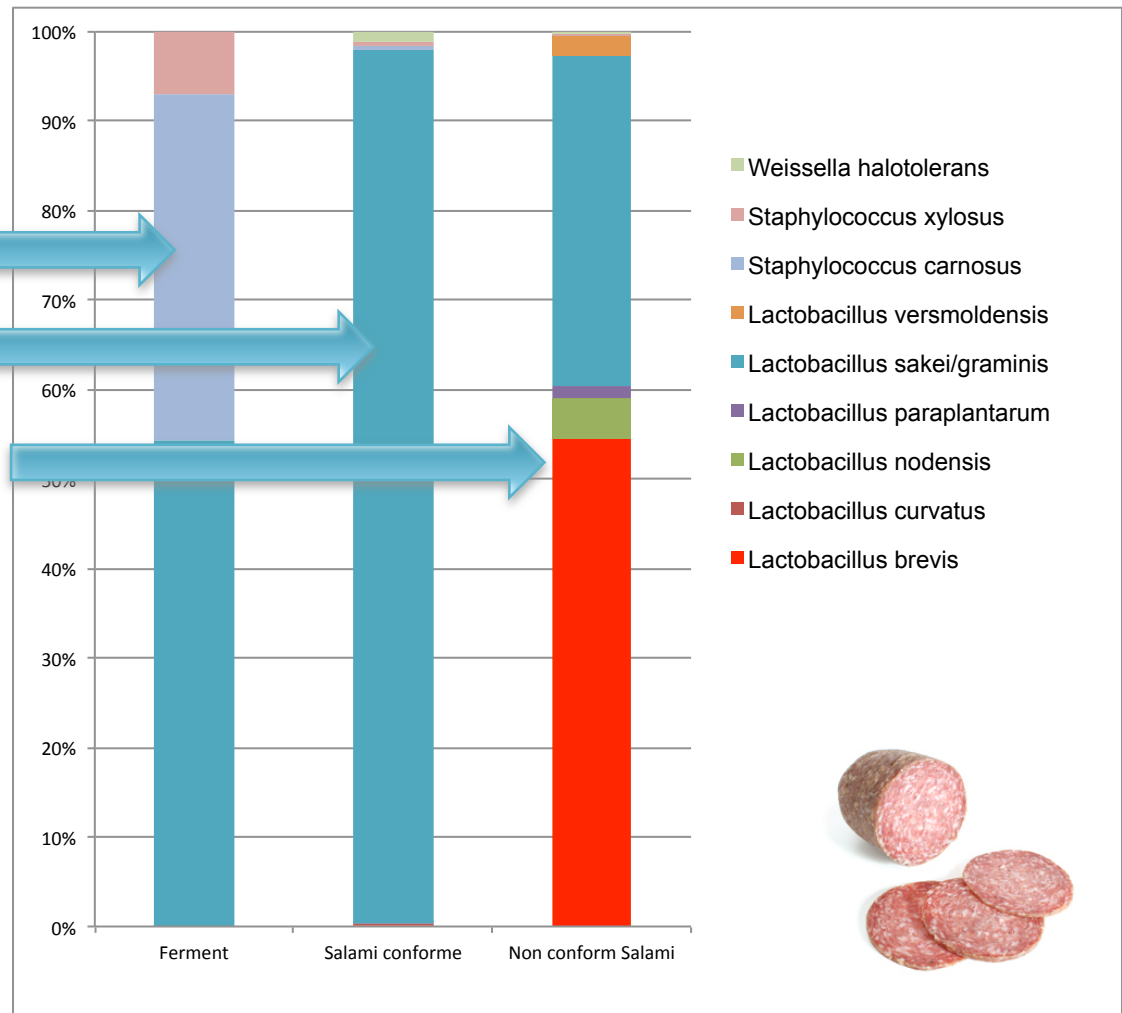 100%
90%
80%
70%
60%
50%
40%
30%
20%
10%
0%
Ferment
Salami conforme
Non conform Salami
Weissella halotolerans
Staphylococcus xylosus
Staphylococcus carnosus
Lactobacillus versmoldensis
Lactobacillus sakei/graminis
Lactobacillus paraplantarum
Lactobacillus nodensis
Lactobacillus curvatus
Lactobacillus brevis